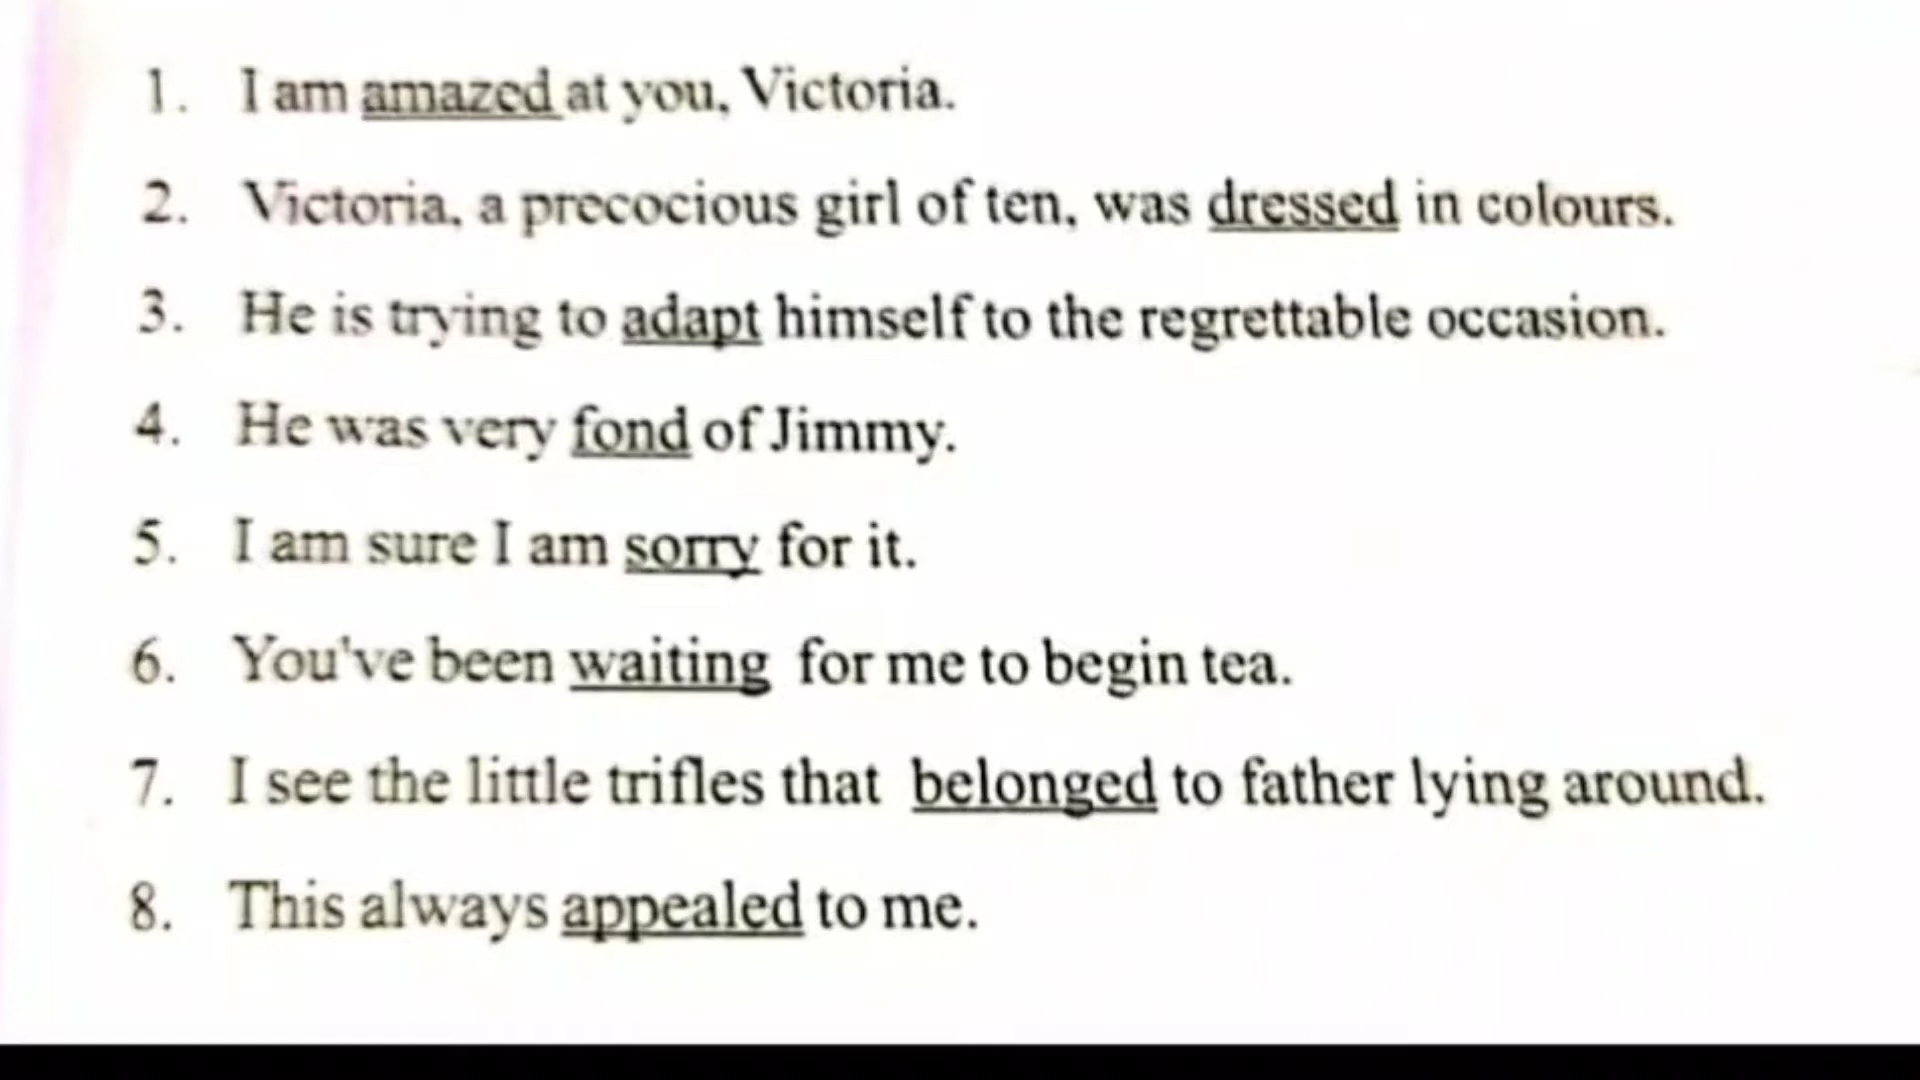 1. I am amazed at you, Victoria.
2. Victoria, a precocious girl of ten, was dressed in colours.
3. He is trying to adapt himself to the regrettable occasion.
4. He was very fond of Jimmy.
5. I am sure I am sorry for it.
6. You've been waiting for me to begin tea.
7. I see the little trifles that belonged to father lying around.
8. This always appealed to me.